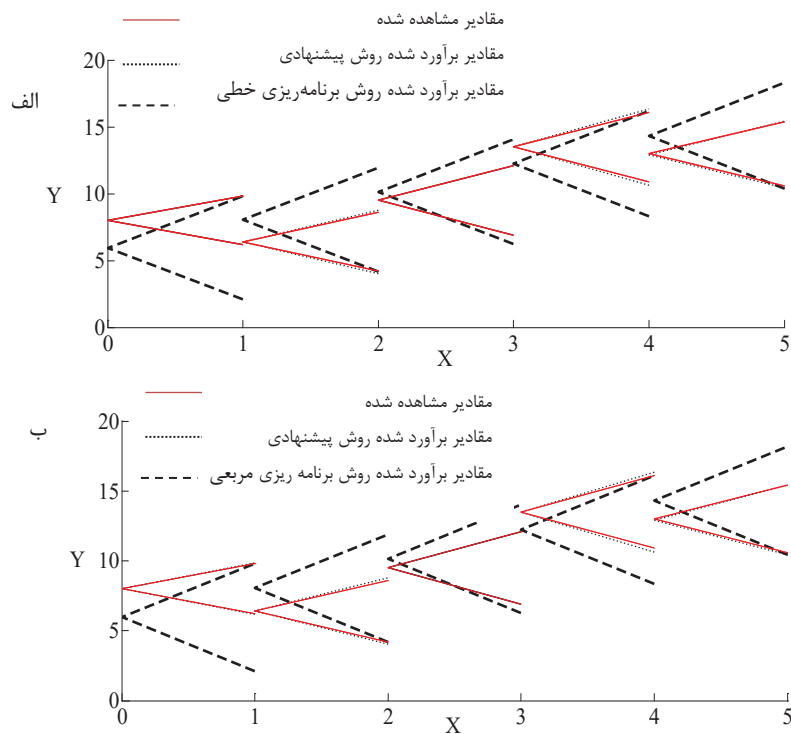 مقادیر مشاهده شده
مقادیر برآورد شده روش پیشنهادی
مقادیر برآورد شده روش برنامه‌ریزی خطی
الف
20
15
10
5
0
Y
0 1 2 3 4 5
X
مقادیر مشاهده شده
مقادیر برآورد شده روش پیشنهادی
مقادیر برآورد شده روش برنامه ریزی مربعی
ب
20
15
10
5
0
Y
0 1 2 3 4 5
X